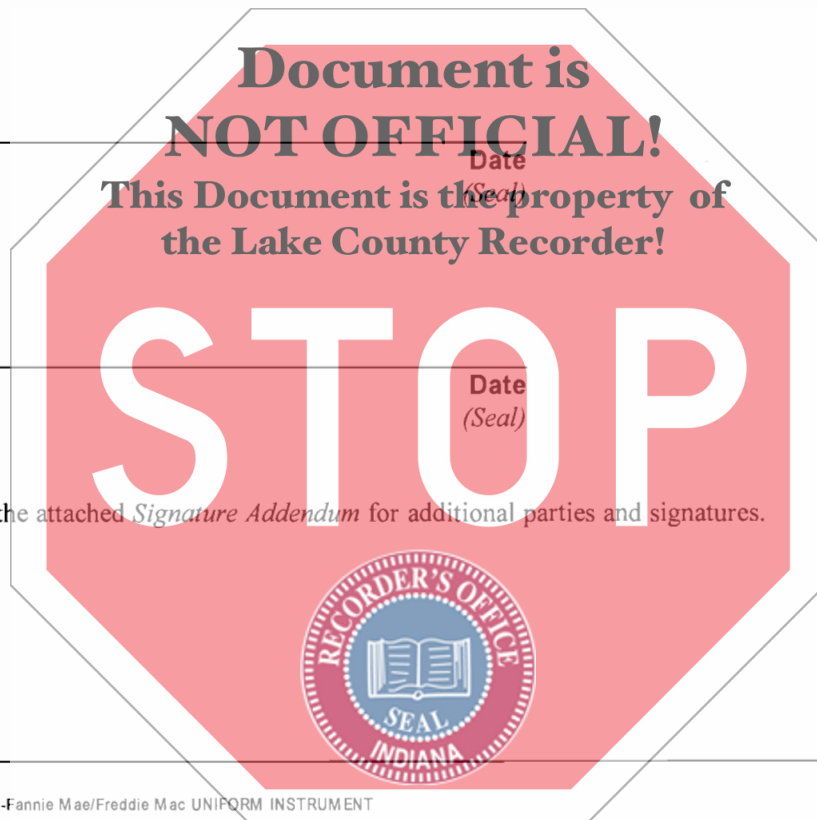 Document is
NOT OFFICIAL!
Date
(Seal)
This Document is the property of
the Lake County Recorder!
STOP
Date
(Seal)
the attached Signature Addendum for additional parties and signatures.
RECORDER'S OFFICE
SEAL
INDIANA
-Fannie Mae/Freddie Mac UNIFORM INSTRUMENT